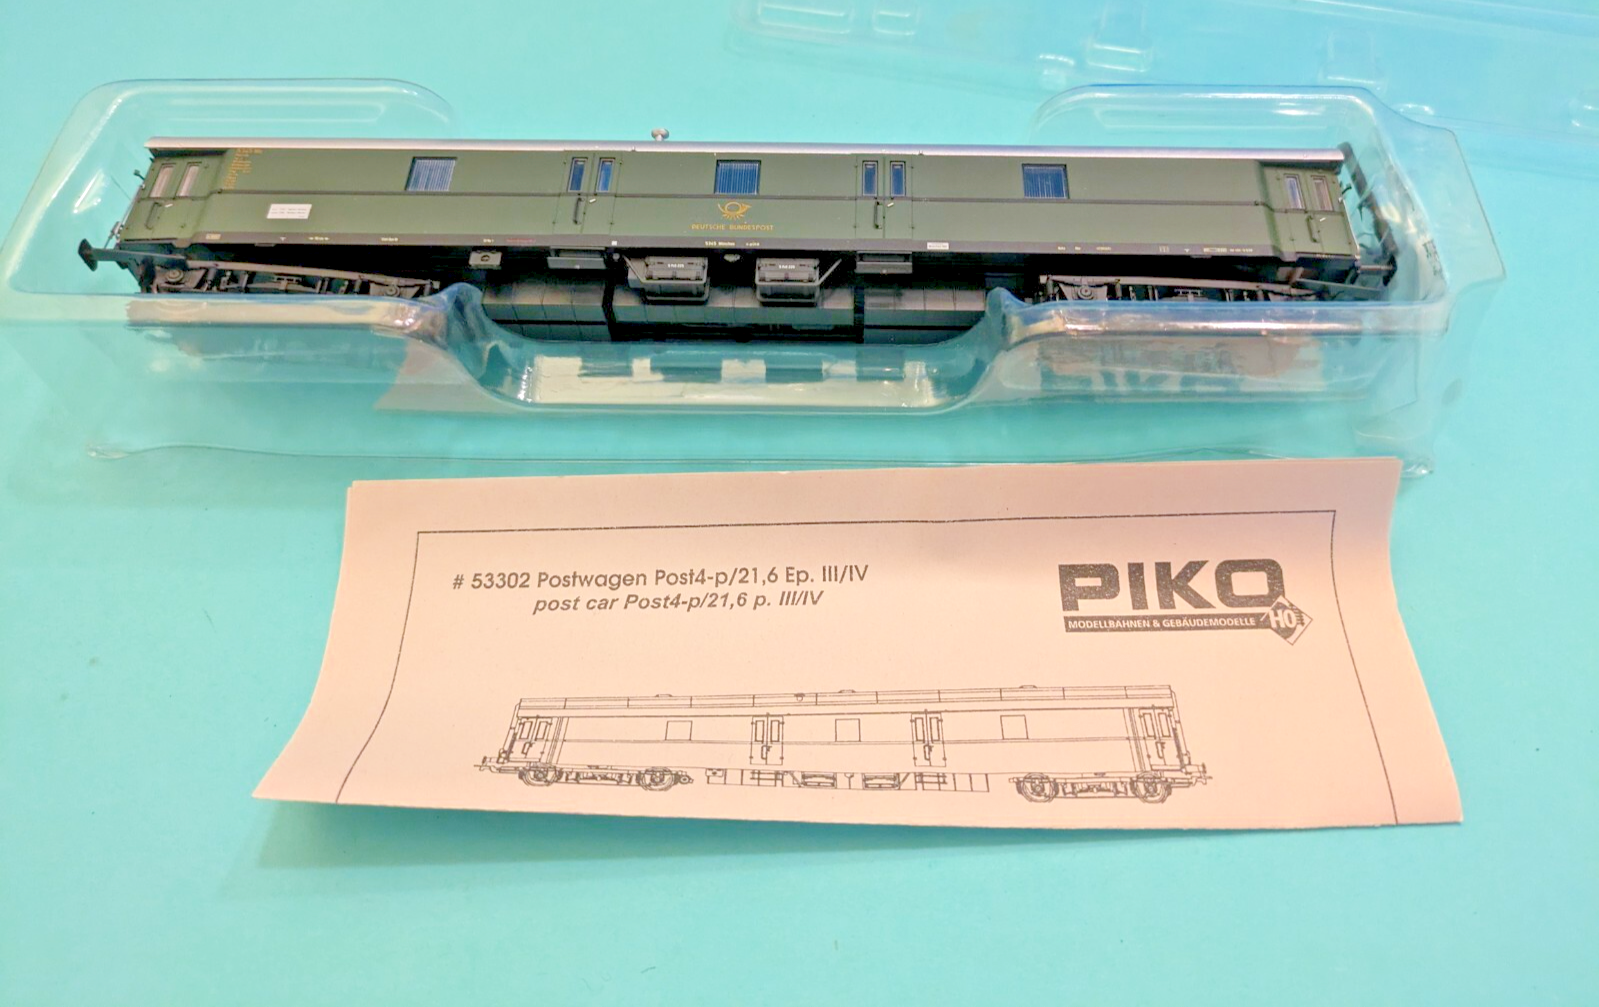 DEUTSCHE BUNDESPOST
# 53302 Postwagen Post4-p/21,6 Ep. III/IV
post car Post4-p/21,6 p. III/IV
PIKO
MODELLBAHNEN & GEBÄUDEMODELLE
HO